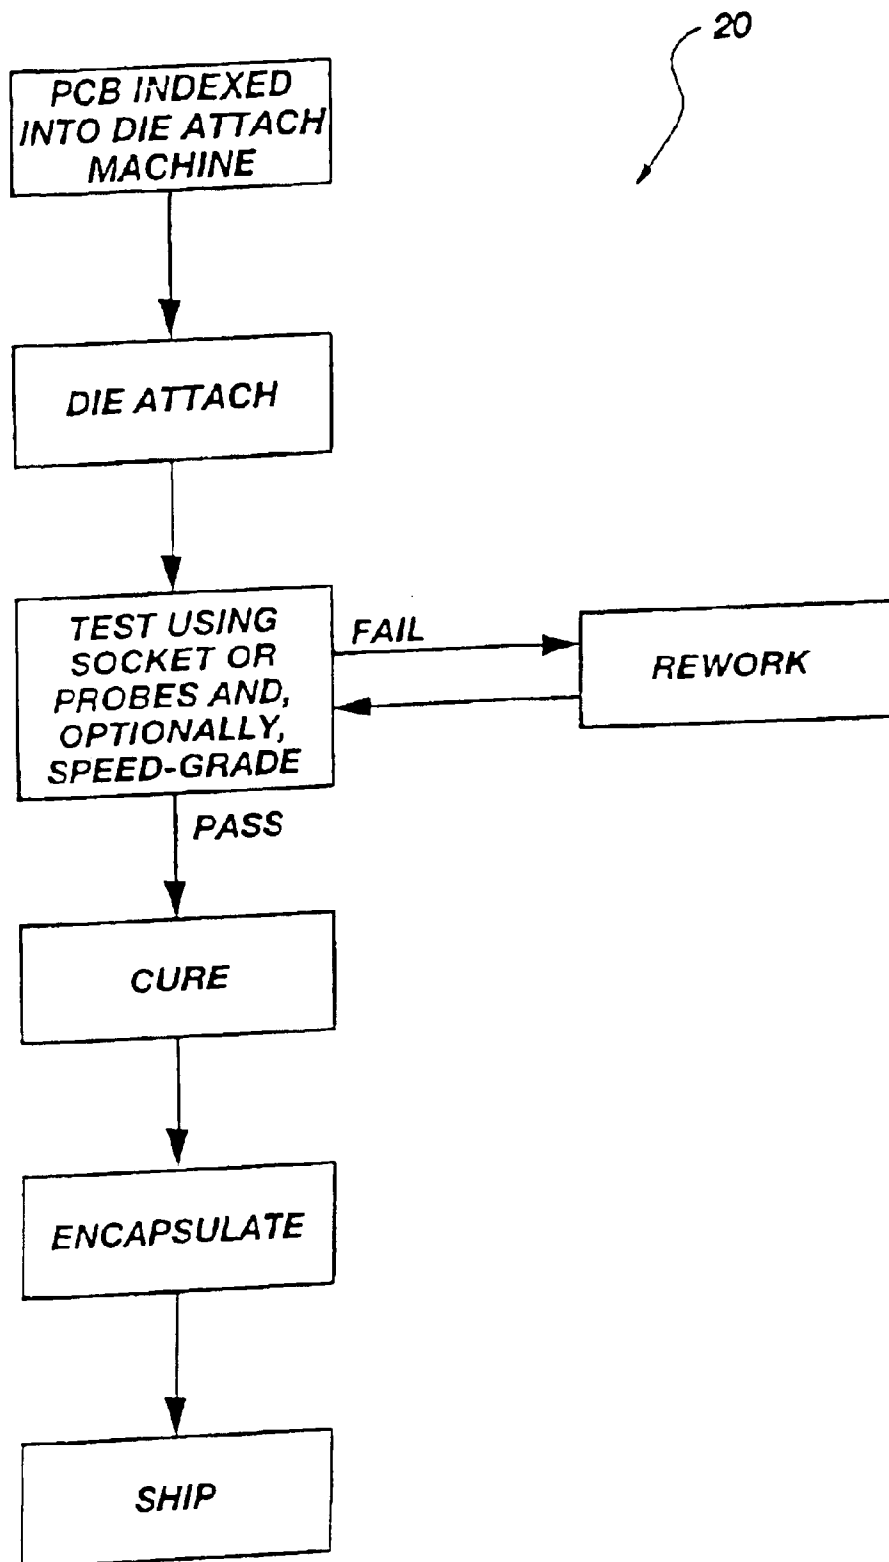 20
PCB INDEXED
INTO DIE ATTACH
MACHINE
DIE ATTACH
TEST USING
SOCKET OR
PROBES AND,
OPTIONALLY,
SPEED-GRADE
FAIL
REWORK
PASS
CURE
ENCAPSULATE
SHIP